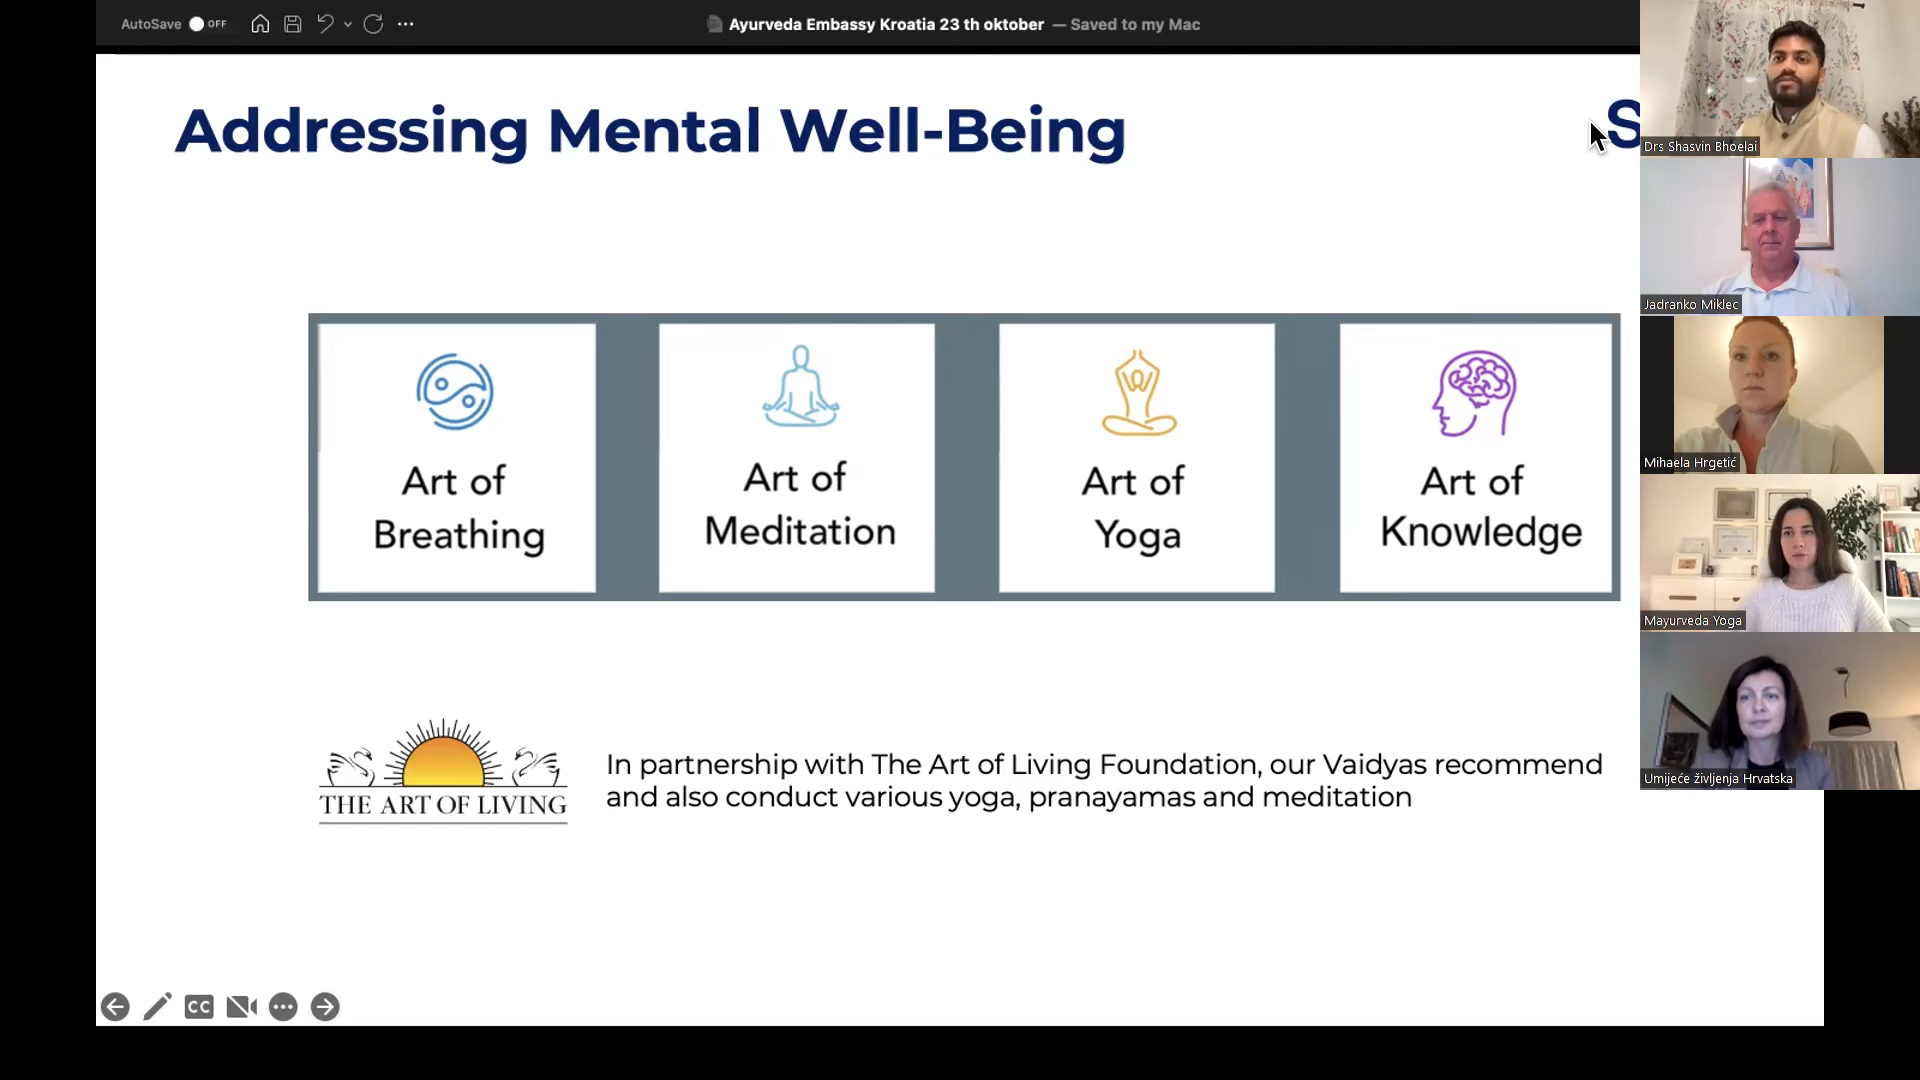 AutoSave OFF
Ayurveda Embassy Kroatia 23 th oktober — Saved to my Mac
Addressing Mental Well-Being
S
Art of
Breathing
Art of
Meditation
Art of
Yoga
Art of
Knowledge
THE ART OF LIVING
In partnership with The Art of Living Foundation, our Vaidyas recommend
and also conduct various yoga, pranayamas and meditation
CC
Drs Shasvin Bhoelai
Jadranko Miklec
Mihaela Hrgetić
Mayurveda Yoga
Umijeće življenja Hrvatska